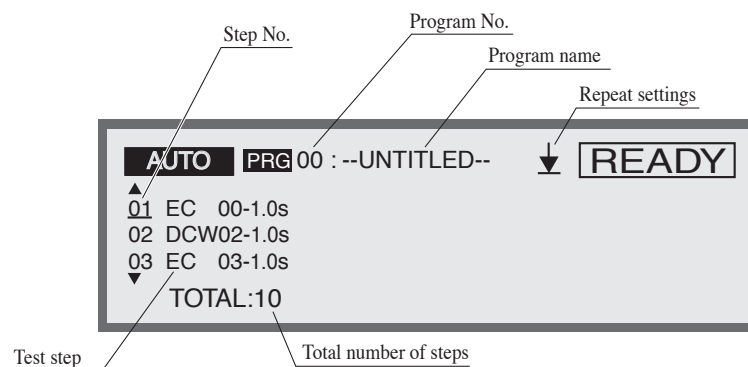 Program No.
Step No.
Program name
Repeat settings
AUTO PRG 00 : --UNTITLED-- READY
01 EC 00-1.0s
02 DCW02-1.0s
03 EC 03-1.0s
TOTAL:10
Test step
Total number of steps